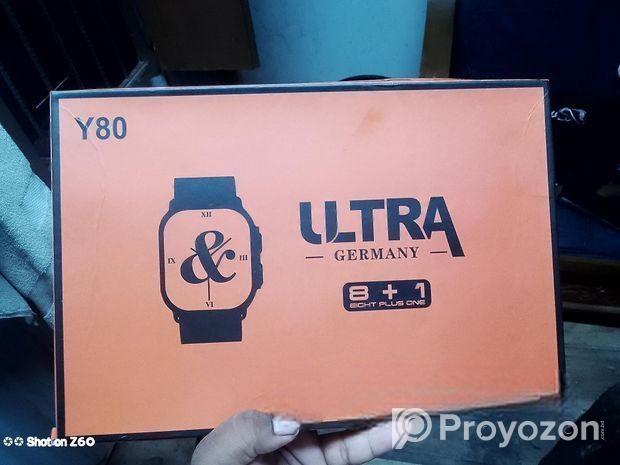 Y80
XII
IX & III
VI
ULTRA
GERMANY
8 + 1
EIGHT PLUS ONE
Shot on Z60
Proyozon